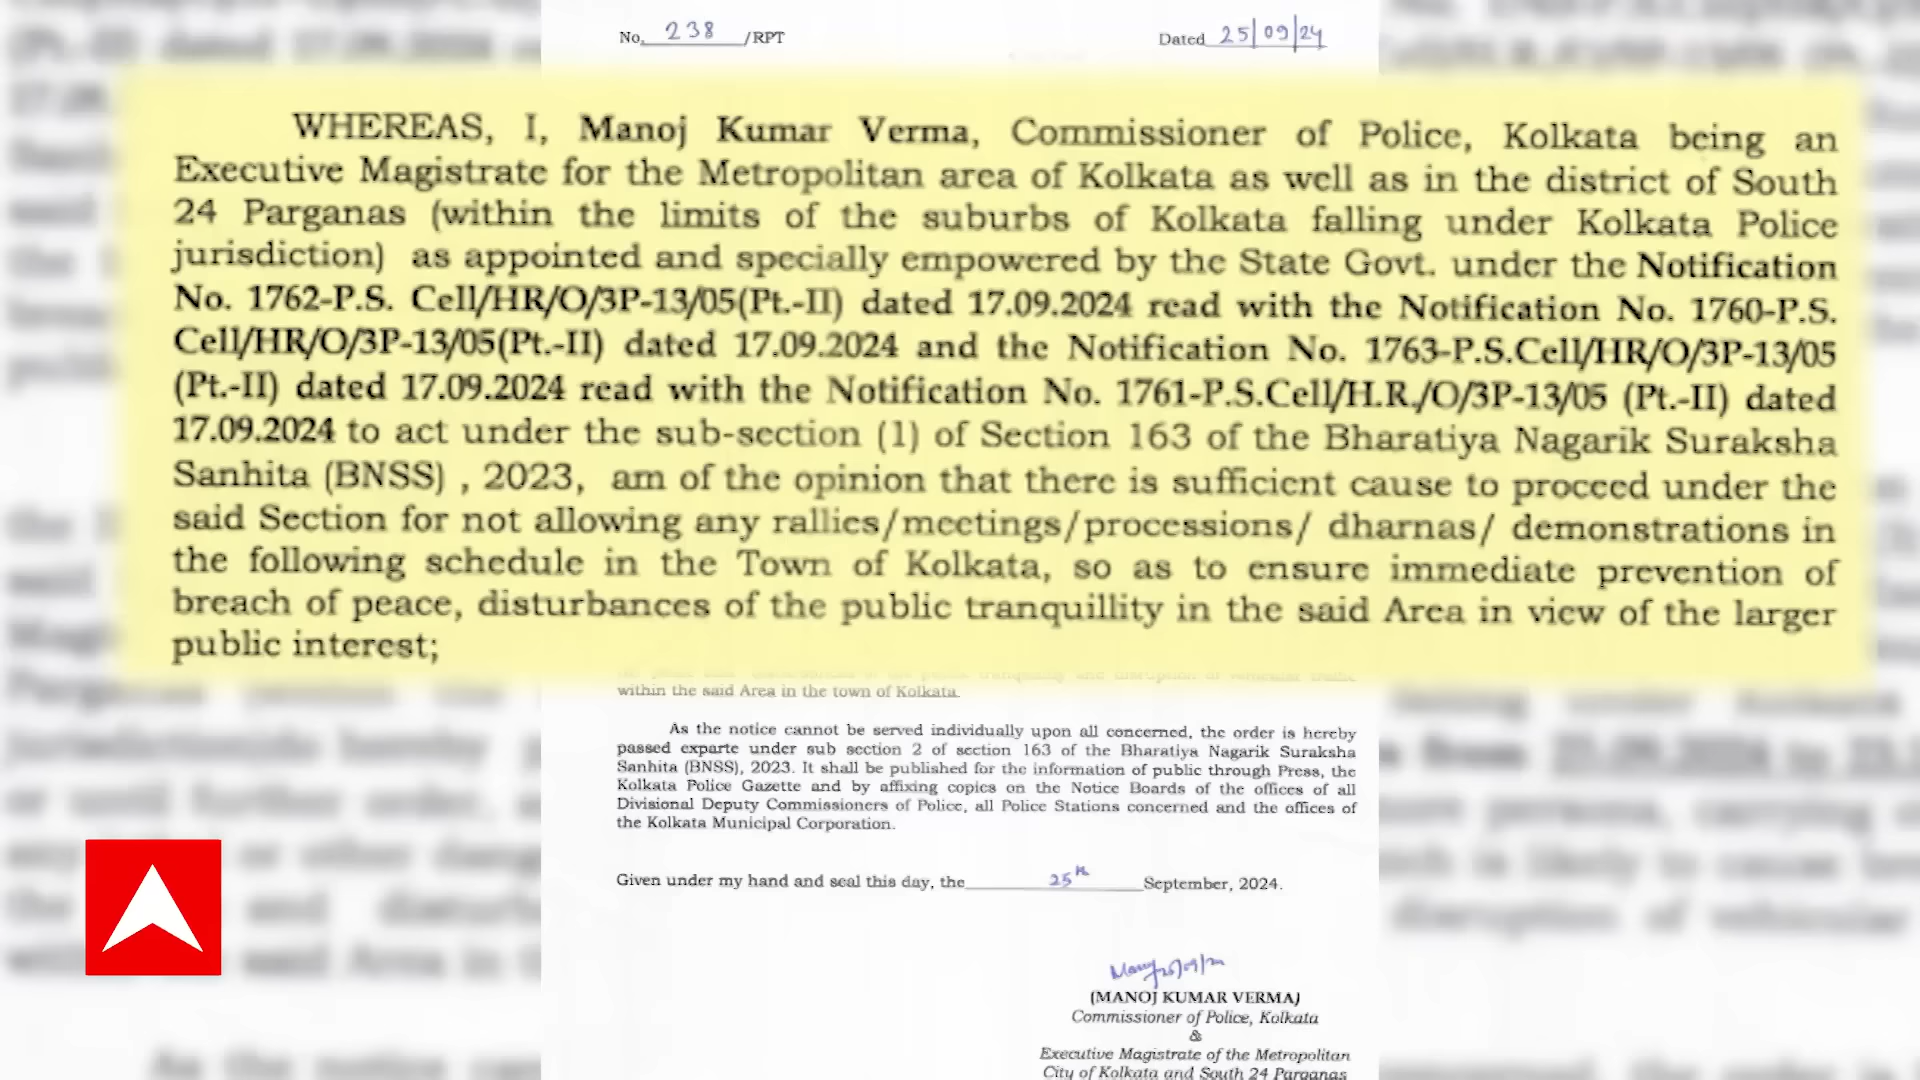 No. 238 /RPT
Dated 25/09/24
WHEREAS, I, Manoj Kumar Verma, Commissioner of Police, Kolkata being an
Executive Magistrate for the Metropolitan area of Kolkata as well as in the district of South
24 Parganas (within the limits of the suburbs of Kolkata falling under Kolkata Police
jurisdiction) as appointed and specially empowered by the State Govt. under the Notification
No. 1762-P.S. Cell/HR/O/3P-13/05(Pt.-II) dated 17.09.2024 read with the Notification No. 1760-P.S.
Cell/HR/O/3P-13/05(Pt.-II) dated 17.09.2024 and the Notification No. 1763-P.S.Cell/HR/O/3P-13/05
(Pt.-II) dated 17.09.2024 read with the Notification No. 1761-P.S.Cell/H.R./O/3P-13/05 (Pt.-II) dated
17.09.2024 to act under the sub-section (1) of Section 163 of the Bharatiya Nagarik Suraksha
Sanhita (BNSS) , 2023, am of the opinion that there is sufficient cause to proceed under the
said Section for not allowing any rallies/meetings/processions/ dharnas/ demonstrations in
the following schedule in the Town of Kolkata, so as to ensure immediate prevention of
breach of peace, disturbances of the public tranquillity in the said Area in view of the larger
public interest;
within the said Area in the town of Kolkata.
As the notice cannot be served individually upon all concerned, the order is hereby
passed exparte under sub section 2 of section 163 of the Bharatiya Nagarik Suraksha
Sanhita (BNSS), 2023. It shall be published for the information of public through Press, the
Kolkata Police Gazette and by affixing copies on the Notice Boards of the offices of all
Divisional Deputy Commissioners of Police, all Police Stations concerned and the offices of
the Kolkata Municipal Corporation.
Given under my hand and seal this day, the 25th September, 2024.
(MANOJ KUMAR VERMA)
Commissioner of Police, Kolkata
&
Executive Magistrate of the Metropolitan
City of Kolkata and South 24 Parganas